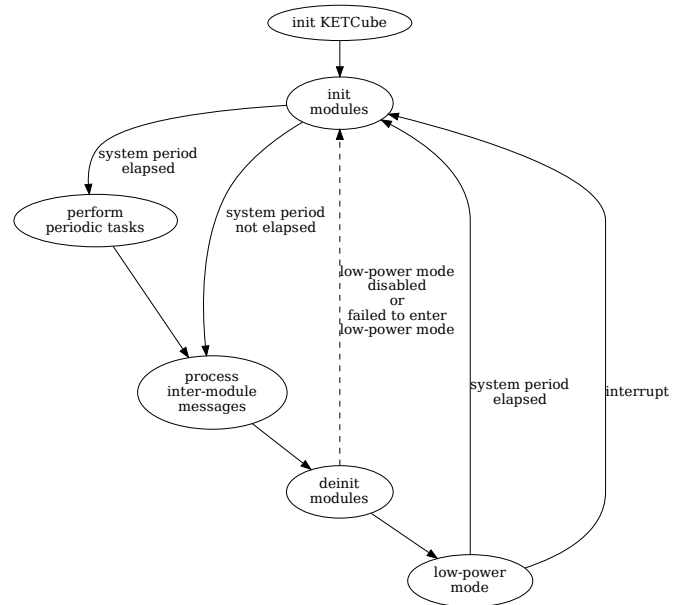 init KETCube
init
modules
system period
elapsed
perform
periodic tasks
system period
not elapsed
low-power mode
disabled
or
failed to enter
low-power mode
process
inter-module
messages
system period
elapsed
interrupt
deinit
modules
low-power
mode